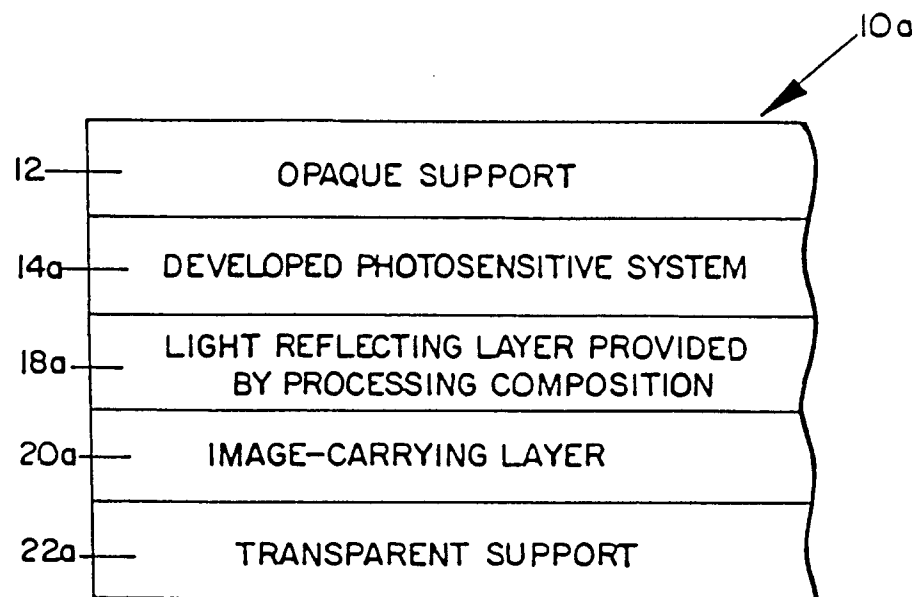 10a
12
OPAQUE SUPPORT
14a
DEVELOPED PHOTOSENSITIVE SYSTEM
18a
LIGHT REFLECTING LAYER PROVIDED
BY PROCESSING COMPOSITION
20a
IMAGE-CARRYING LAYER
22a
TRANSPARENT SUPPORT